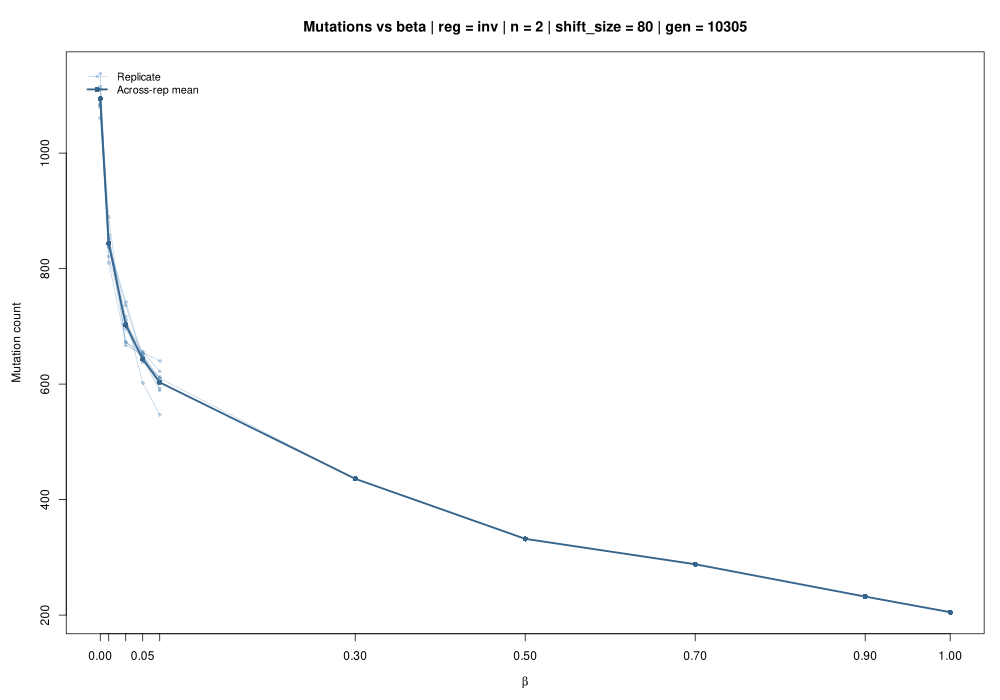 Mutations vs beta | reg = inv | n = 2 | shift_size = 80 | gen = 10305
Replicate
Across-rep mean
Mutation count
1000
800
600
400
200
0.00 0.05 0.30 0.50 0.70 0.90 1.00
β